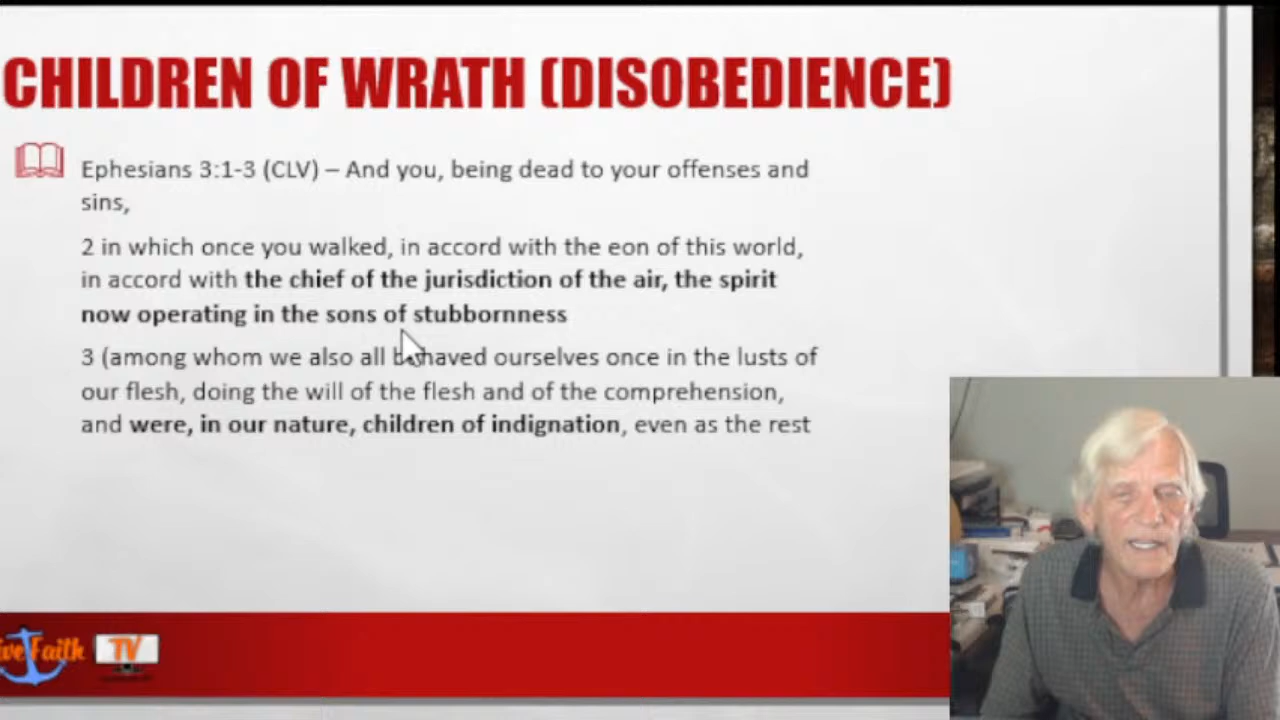 CHILDREN OF WRATH (DISOBEDIENCE)
Ephesians 3:1-3 (CLV) – And you, being dead to your offenses and
sins,
2 in which once you walked, in accord with the eon of this world,
in accord with the chief of the jurisdiction of the air, the spirit
now operating in the sons of stubbornness
3 (among whom we also all behaved ourselves once in the lusts of
our flesh, doing the will of the flesh and of the comprehension,
and were, in our nature, children of indignation, even as the rest
Faith
TV